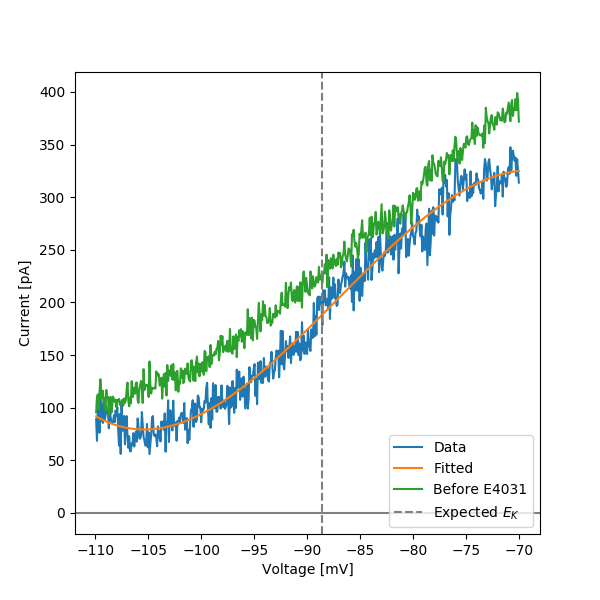 400
350
300
250
200
150
100
50
0
Current [pA]
−110 −105 −100 −95 −90 −85 −80 −75 −70
Voltage [mV]
Data
Fitted
Before E4031
Expected E_K